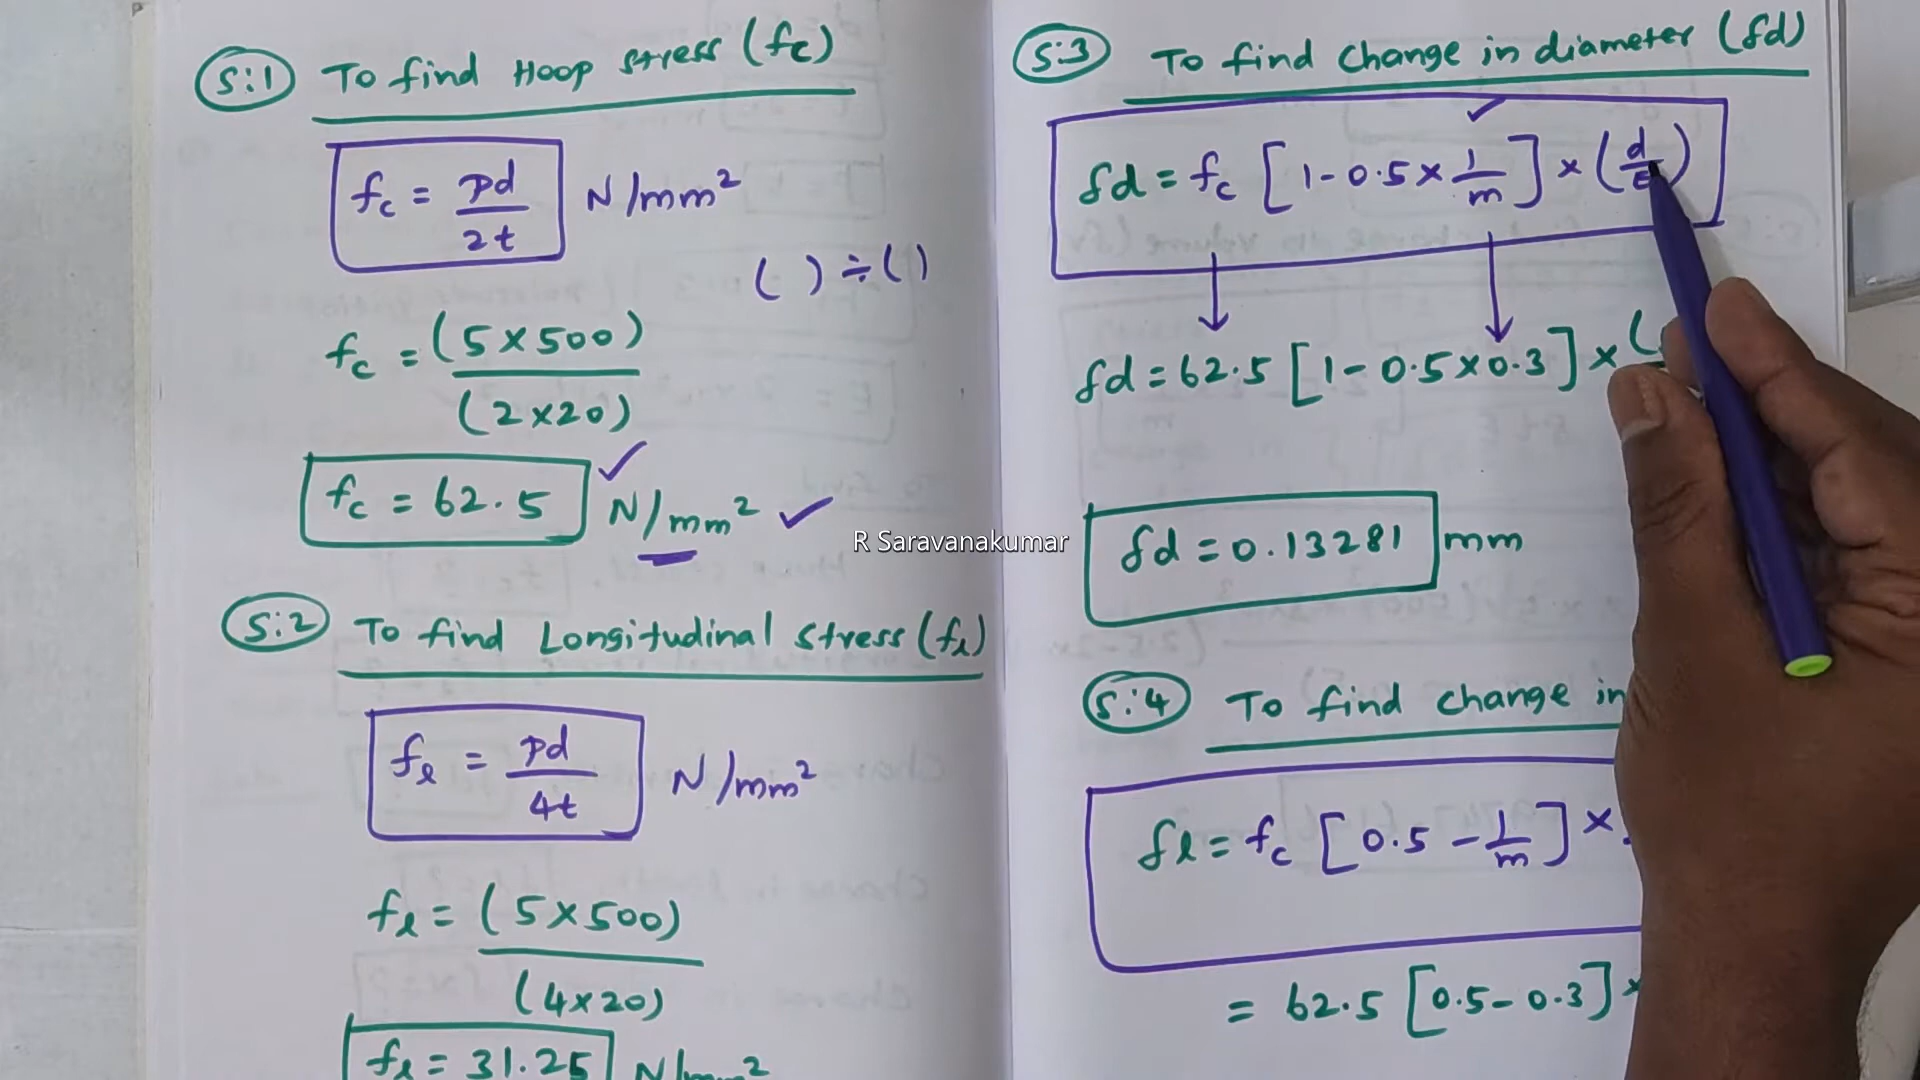 S:1 To find Hoop stress (fc)
fc = pd/2t N/mm²
( ) ÷ ( )
fc = (5×500)/(2×20)
fc = 62.5 N/mm²
S:2 To find Longitudinal stress (fl)
fl = pd/4t N/mm²
fl = (5×500)/(4×20)
fl = 31.25 N/mm²
S:3 To find change in diameter (δd)
δd = fc [1-0.5×1/m] × (d/E)
δd = 62.5 [1-0.5×0.3] × (
δd = 0.13281 mm
S:4 To find change in
δl = fc [0.5-1/m] ×
= 62.5 [0.5-0.3] ×
R Saravanakumar